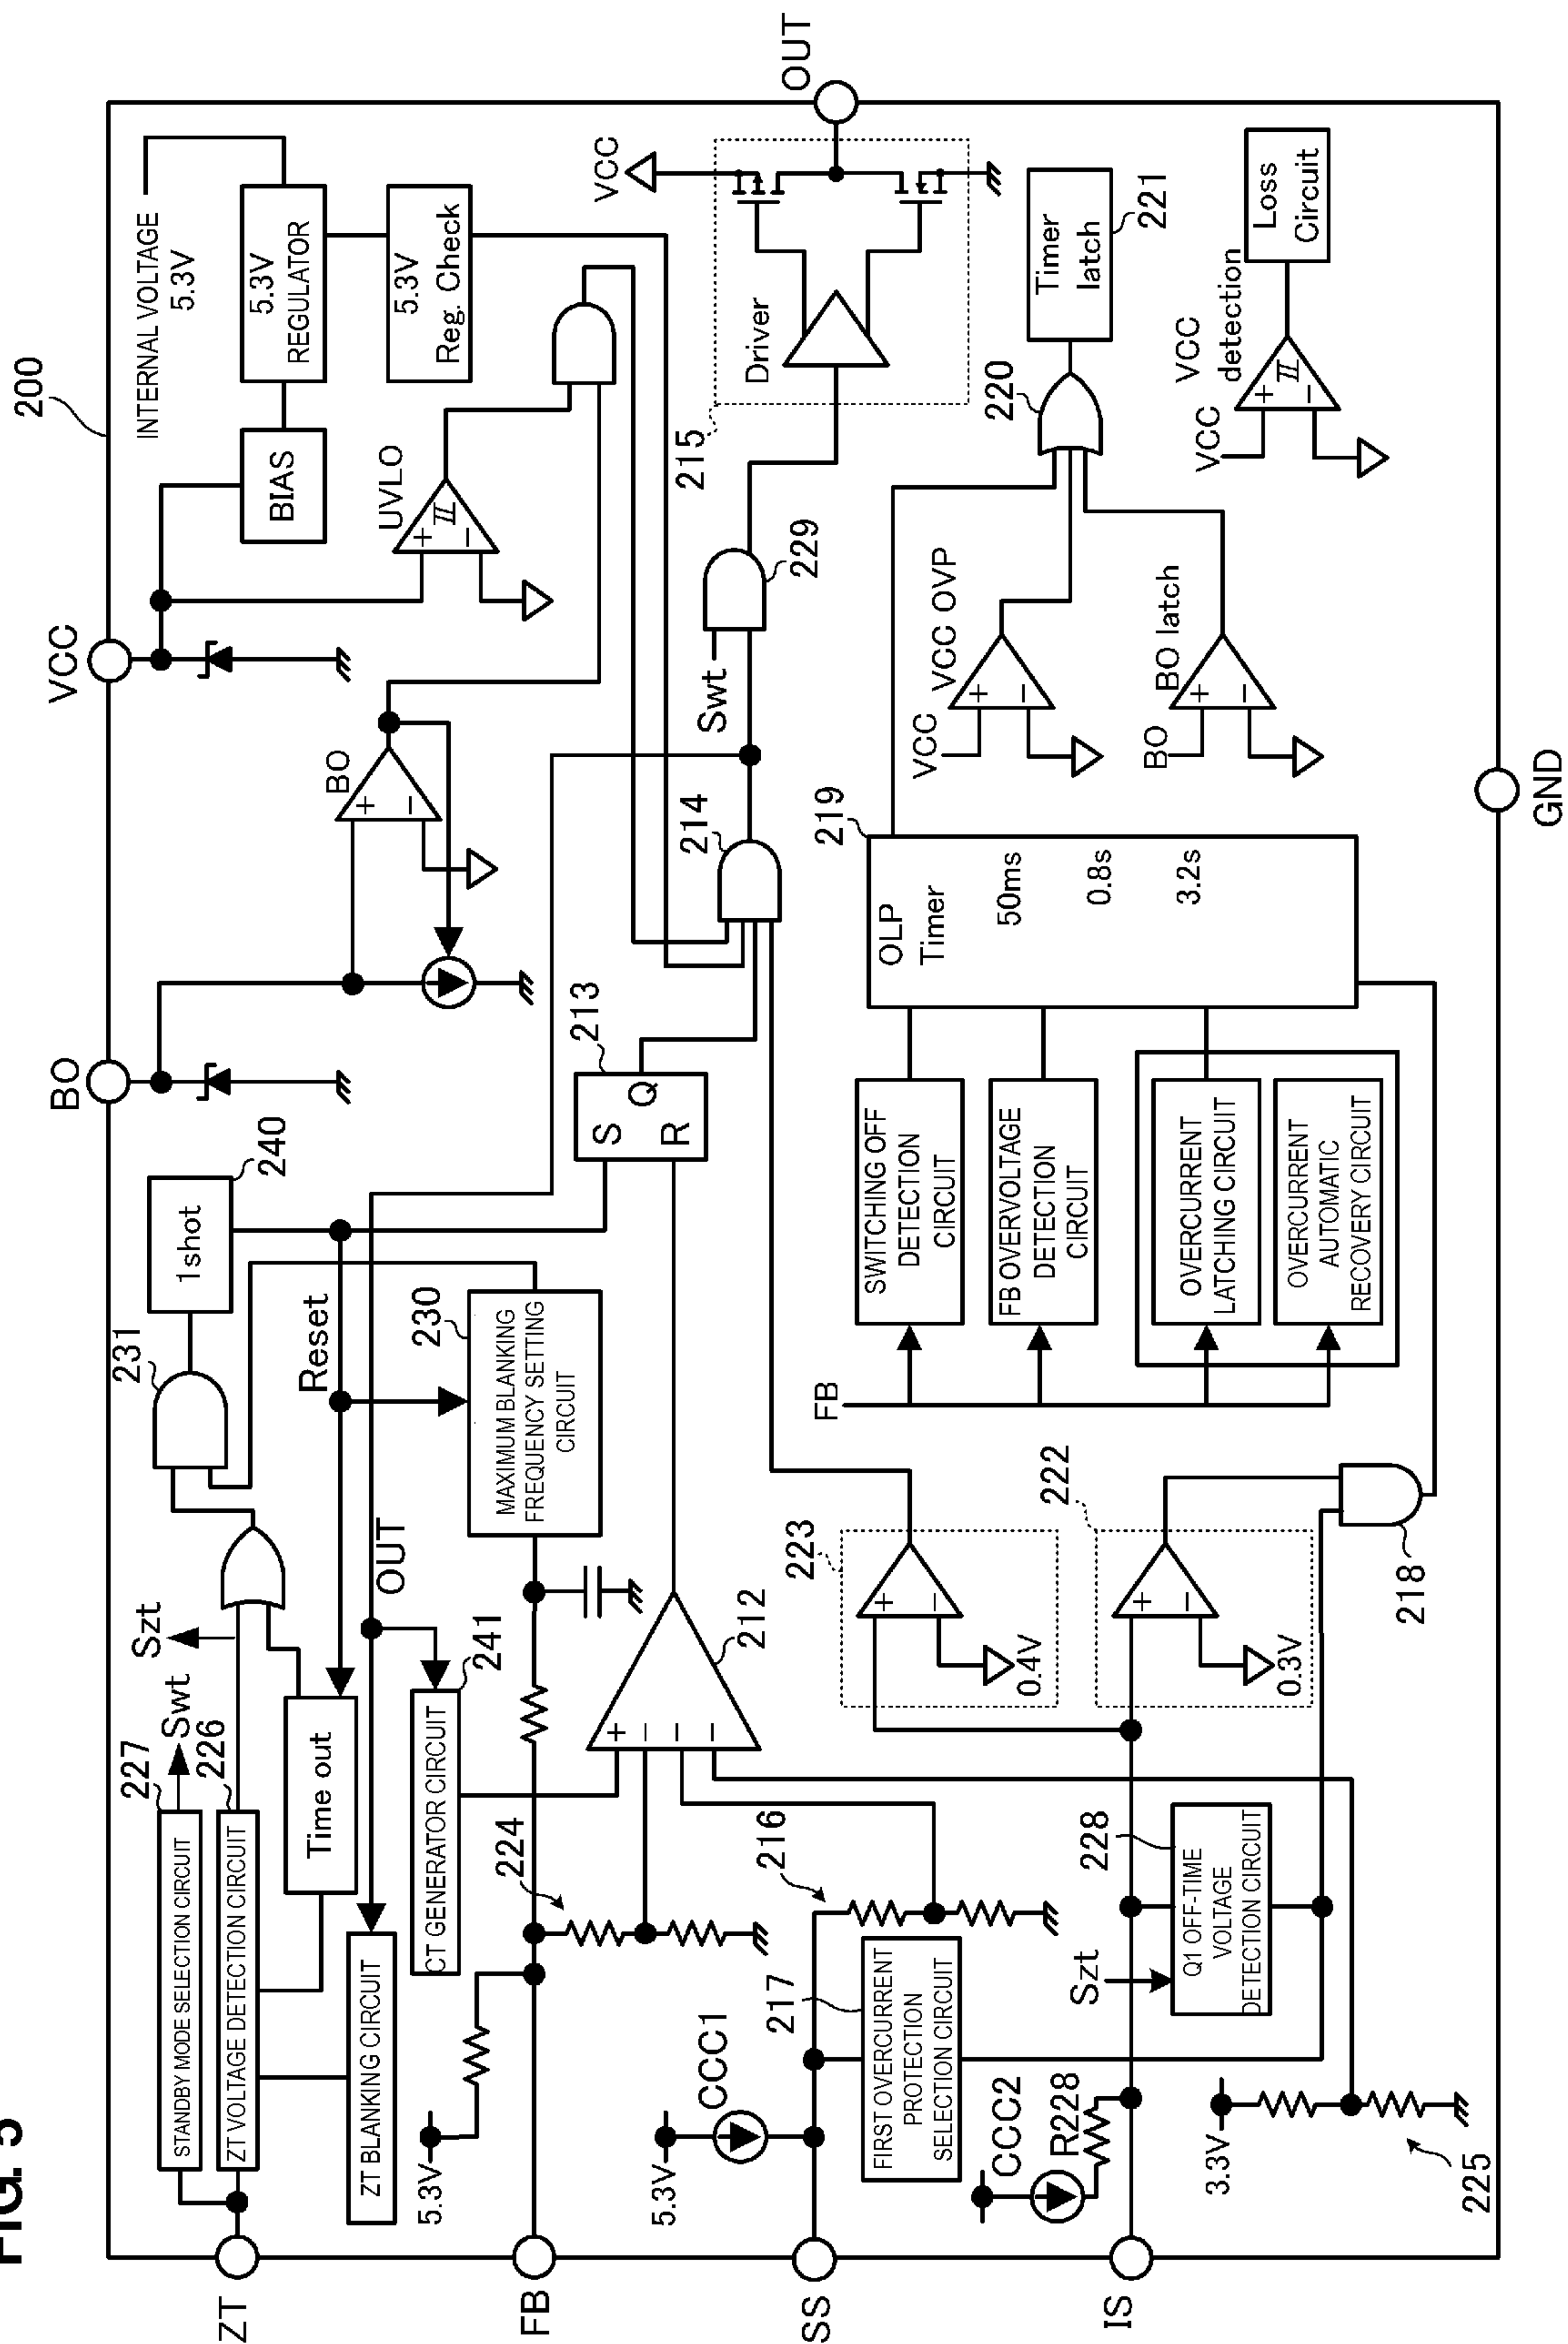 FIG. 5
200
ZT
FB
SS
IS
BO
VCC
OUT
GND
227
STANDBY MODE SELECTION CIRCUIT
Swt
226
ZT VOLTAGE DETECTION CIRCUIT
Szt
ZT BLANKING CIRCUIT
Time out
231
1shot
240
Reset
OUT
241
CT GENERATOR CIRCUIT
230
MAXIMUM BLANKING
FREQUENCY SETTING
CIRCUIT
5.3V
224
+
−
−
−
212
213
S
R
Q
BO
+
−
UVLO
+
−
BIAS
INTERNAL VOLTAGE
5.3V
5.3V
REGULATOR
5.3V
Reg. Check
214
Swt
229
215
Driver
VCC
5.3V
CCC1
217
FIRST OVERCURRENT
PROTECTION
SELECTION CIRCUIT
216
223
+
−
0.4V
222
+
−
0.3V
218
CCC2
R228
Szt
228
Q1 OFF-TIME
VOLTAGE
DETECTION CIRCUIT
3.3V
225
FB
SWITCHING OFF
DETECTION
CIRCUIT
FB OVERVOLTAGE
DETECTION
CIRCUIT
OVERCURRENT
LATCHING CIRCUIT
OVERCURRENT
AUTOMATIC
RECOVERY CIRCUIT
219
OLP
Timer
50ms
0.8s
3.2s
VCC
VCC OVP
+
−
BO
BO latch
+
−
220
Timer
latch
221
VCC
VCC
detection
+
−
Loss
Circuit